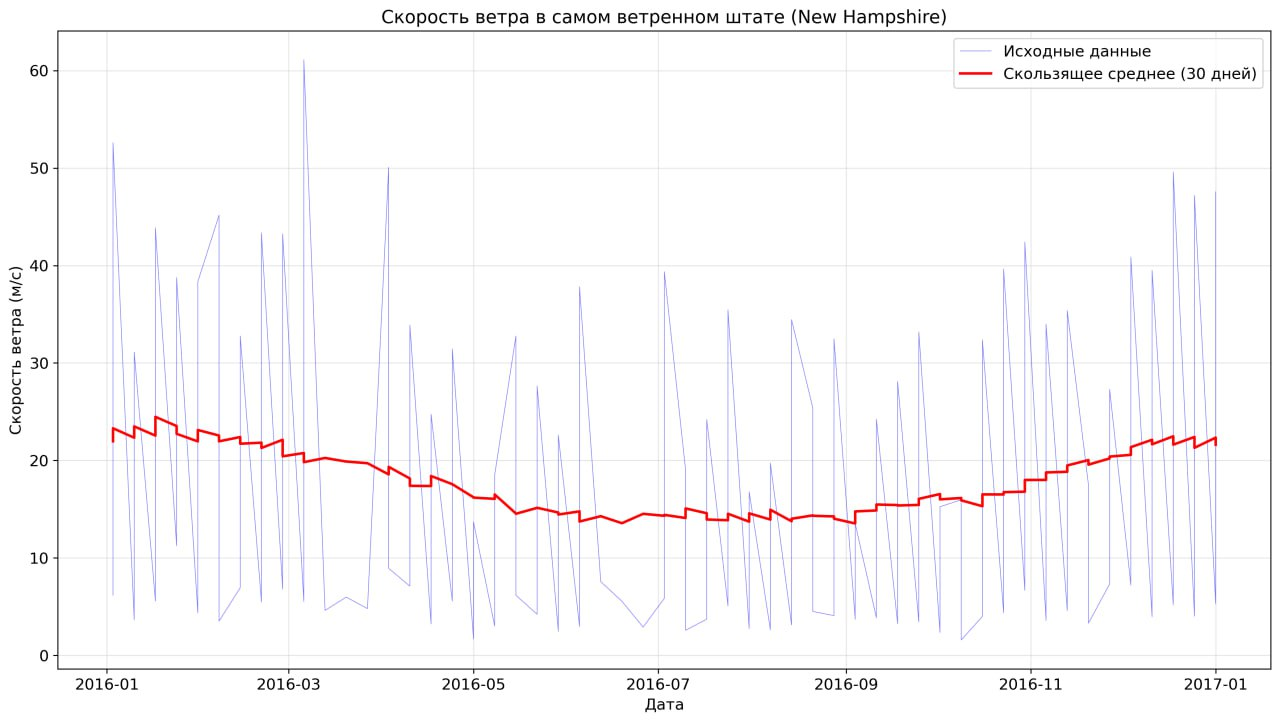 Скорость ветра в самом ветренном штате (New Hampshire)
Исходные данные
Скользящее среднее (30 дней)
Скорость ветра (м/с)
60
50
40
30
20
10
0
2016-01 2016-03 2016-05 2016-07 2016-09 2016-11 2017-01
Дата